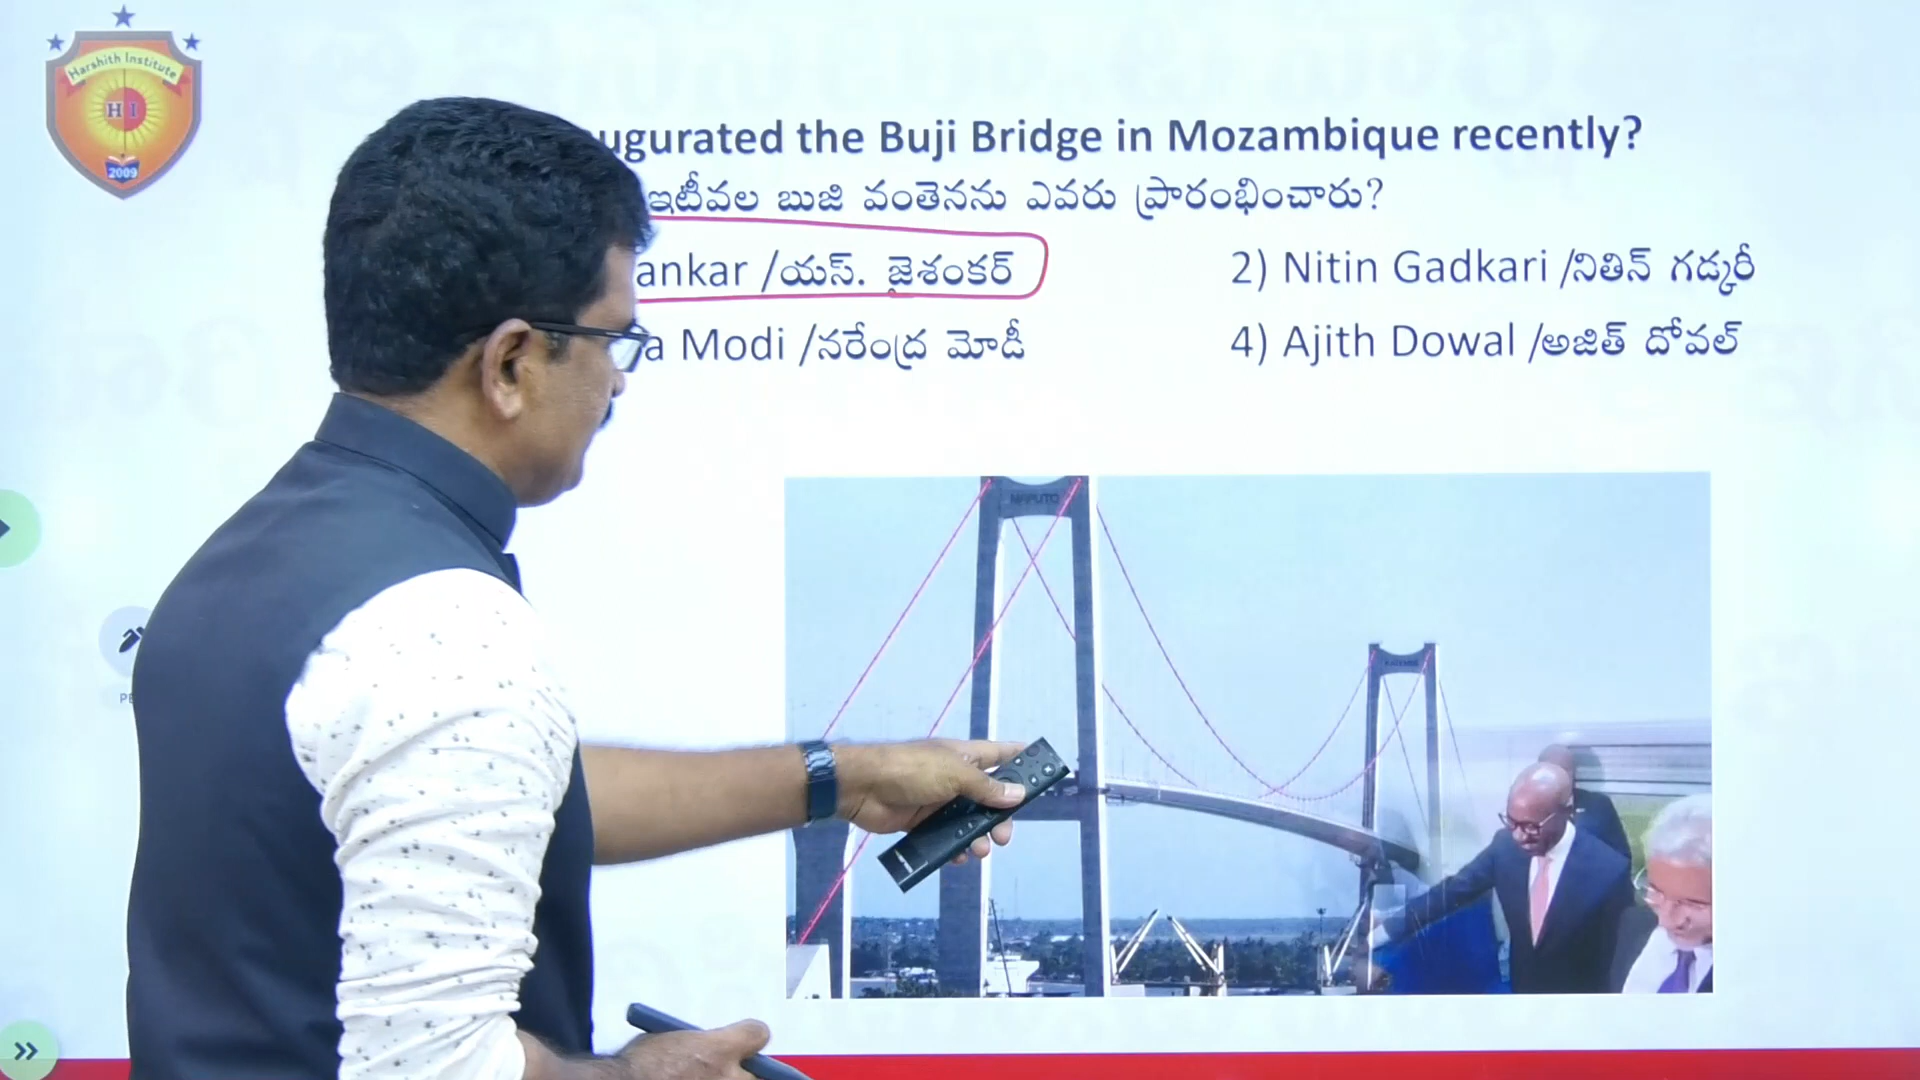 Harshith Institute
H I
2009
ugurated the Buji Bridge in Mozambique recently?
ఇటీవల బుజి వంతెనను ఎవరు ప్రారంభించారు?
ankar /యస్. జైశంకర్
2) Nitin Gadkari /నితిన్ గడ్కరీ
a Modi /నరేంద్ర మోడీ
4) Ajith Dowal /అజిత్ దోవల్
MAPUTO
PE